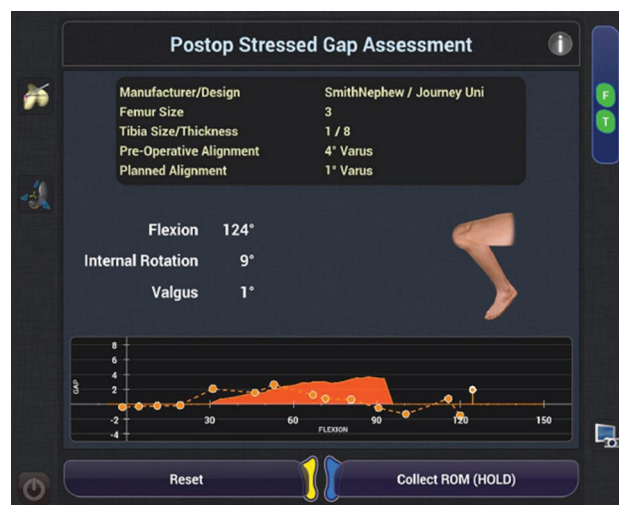 Postop Stressed Gap Assessment
i
Manufacturer/Design SmithNephew / Journey Uni
Femur Size 3
Tibia Size/Thickness 1 / 8
Pre-Operative Alignment 4° Varus
Planned Alignment 1° Varus
F
T
Flexion 124°
Internal Rotation 9°
Valgus 1°
8
6
4
2
GAP
-2
-4
30 60 90 120 150
FLEXION
Reset Collect ROM (HOLD)